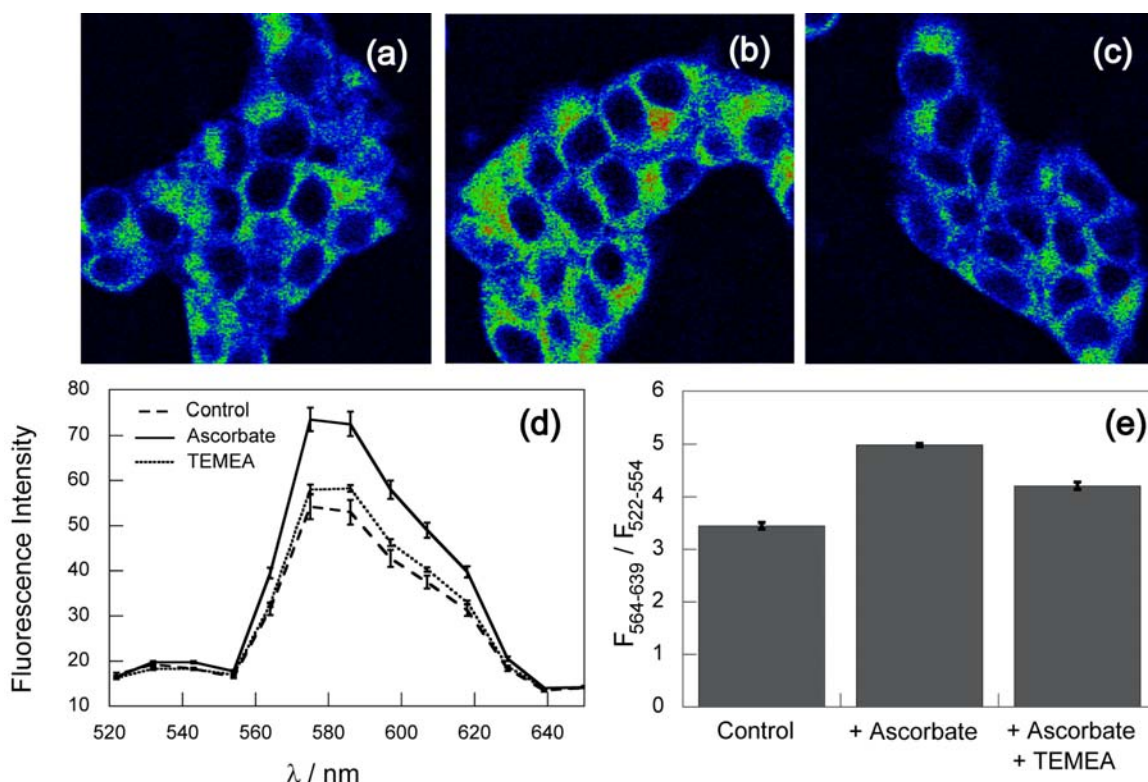 (a)
(b)
(c)
80
70
60
50
40
30
20
10
Fluorescence Intensity
Control
Ascorbate
TEMEA
(d)
520 540 560 580 600 620 640
λ / nm
6
5
4
3
2
1
0
F564-639 / F522-554
(e)
Control
+ Ascorbate
+ Ascorbate
+ TEMEA